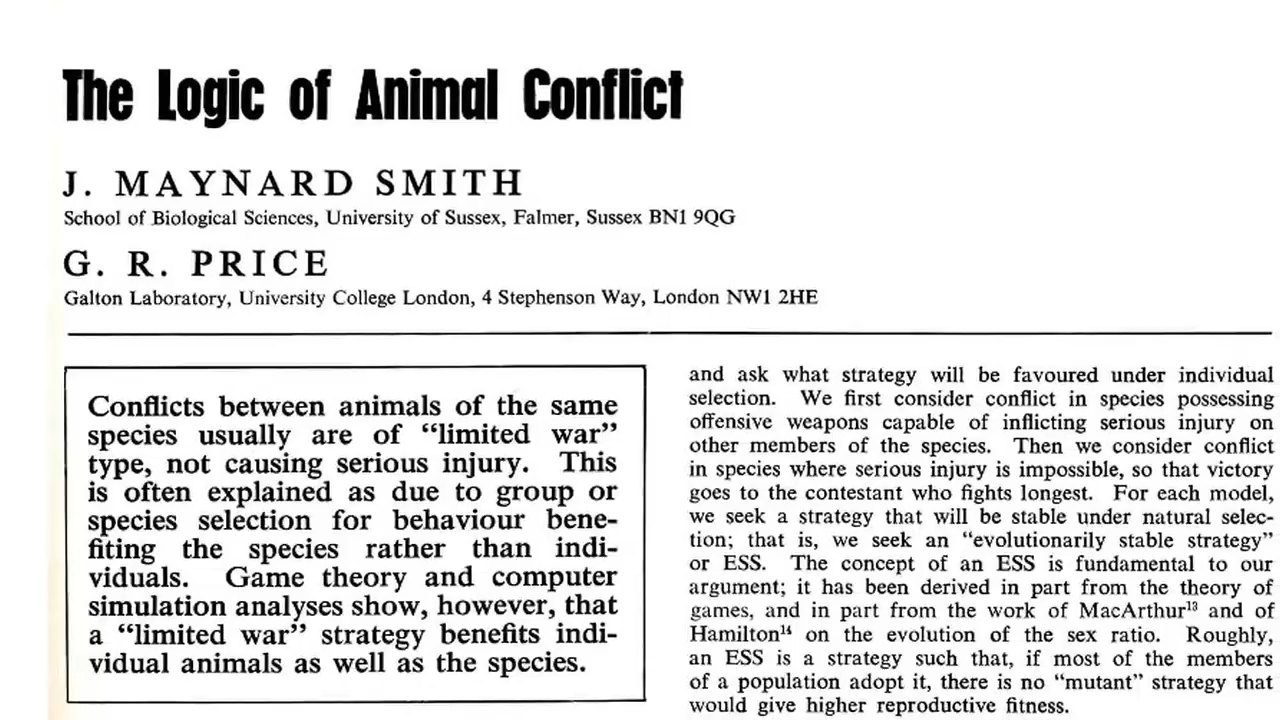 The Logic of Animal Conflict
J. MAYNARD SMITH
School of Biological Sciences, University of Sussex, Falmer, Sussex BN1 9QG
G. R. PRICE
Galton Laboratory, University College London, 4 Stephenson Way, London NW1 2HE
Conflicts between animals of the same
species usually are of “limited war”
type, not causing serious injury. This
is often explained as due to group or
species selection for behaviour bene-
fiting the species rather than indi-
viduals. Game theory and computer
simulation analyses show, however, that
a “limited war” strategy benefits indi-
vidual animals as well as the species.
and ask what strategy will be favoured under individual
selection. We first consider conflict in species possessing
offensive weapons capable of inflicting serious injury on
other members of the species. Then we consider conflict
in species where serious injury is impossible, so that victory
goes to the contestant who fights longest. For each model,
we seek a strategy that will be stable under natural selec-
tion; that is, we seek an “evolutionarily stable strategy”
or ESS. The concept of an ESS is fundamental to our
argument; it has been derived in part from the theory of
games, and in part from the work of MacArthur¹³ and of
Hamilton¹⁴ on the evolution of the sex ratio. Roughly,
an ESS is a strategy such that, if most of the members
of a population adopt it, there is no “mutant” strategy that
would give higher reproductive fitness.